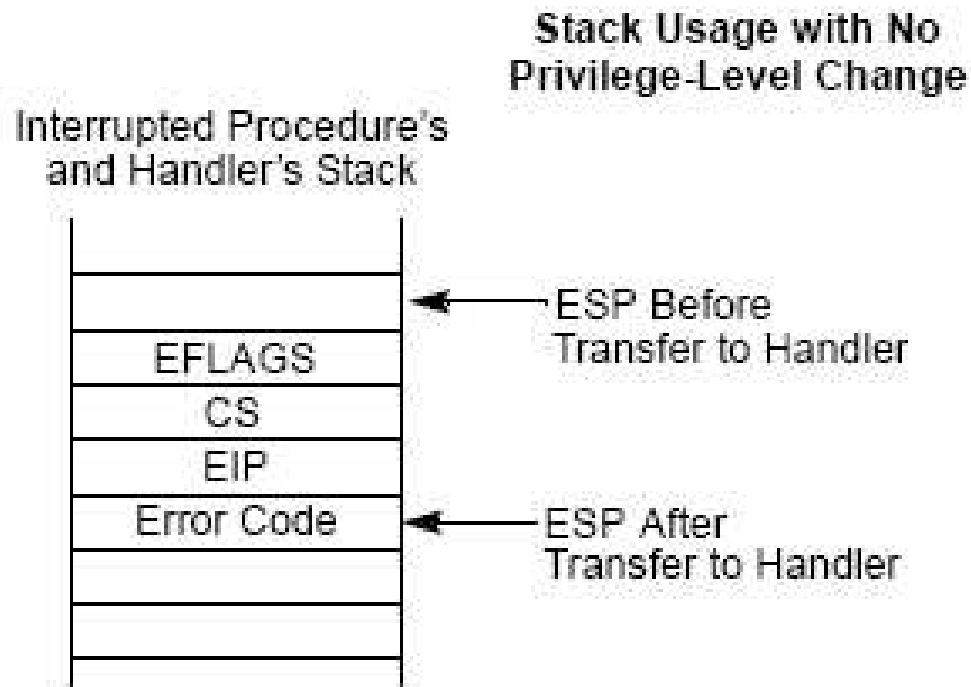 Stack Usage with No
Privilege-Level Change
Interrupted Procedure's
and Handler's Stack
ESP Before
Transfer to Handler
EFLAGS
CS
EIP
Error Code
ESP After
Transfer to Handler